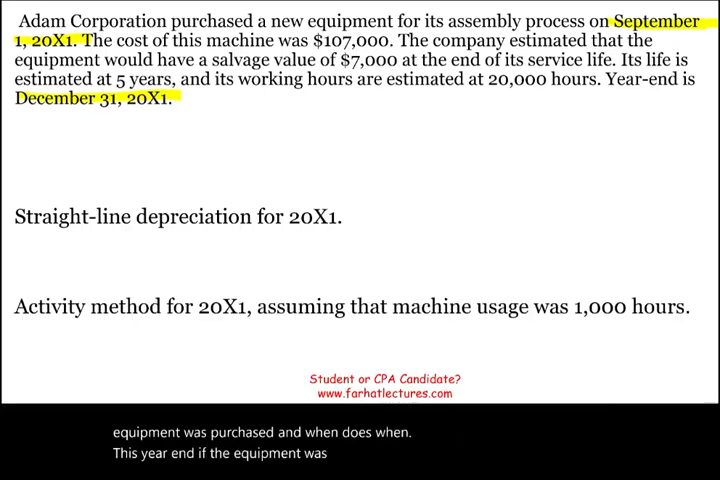 Adam Corporation purchased a new equipment for its assembly process on September
1, 20X1. The cost of this machine was $107,000. The company estimated that the
equipment would have a salvage value of $7,000 at the end of its service life. Its life is
estimated at 5 years, and its working hours are estimated at 20,000 hours. Year-end is
December 31, 20X1.
Straight-line depreciation for 20X1.
Activity method for 20X1, assuming that machine usage was 1,000 hours.
Student or CPA Candidate?
www.farhatlectures.com
equipment was purchased and when does when.
This year end if the equipment was